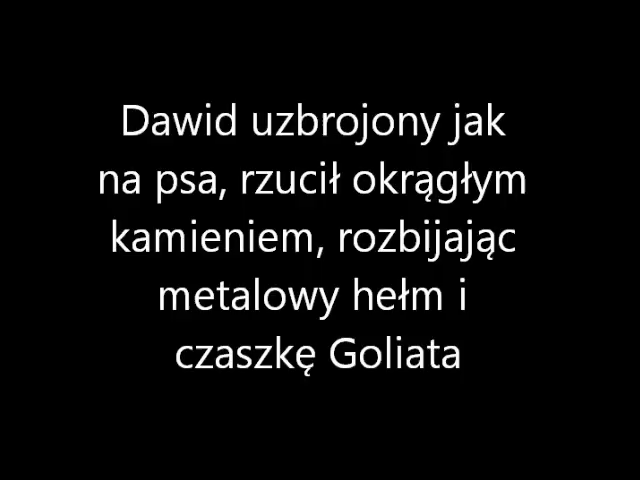 Dawid uzbrojony jak
na psa, rzucił okrągłym
kamieniem, rozbijając
metalowy hełm i
czaszkę Goliata